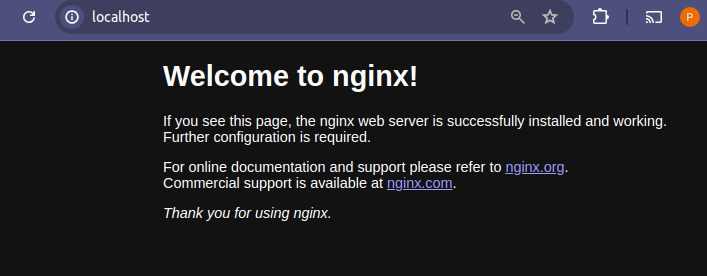 localhost
P
Welcome to nginx!
If you see this page, the nginx web server is successfully installed and working.
Further configuration is required.
For online documentation and support please refer to nginx.org.
Commercial support is available at nginx.com.
Thank you for using nginx.